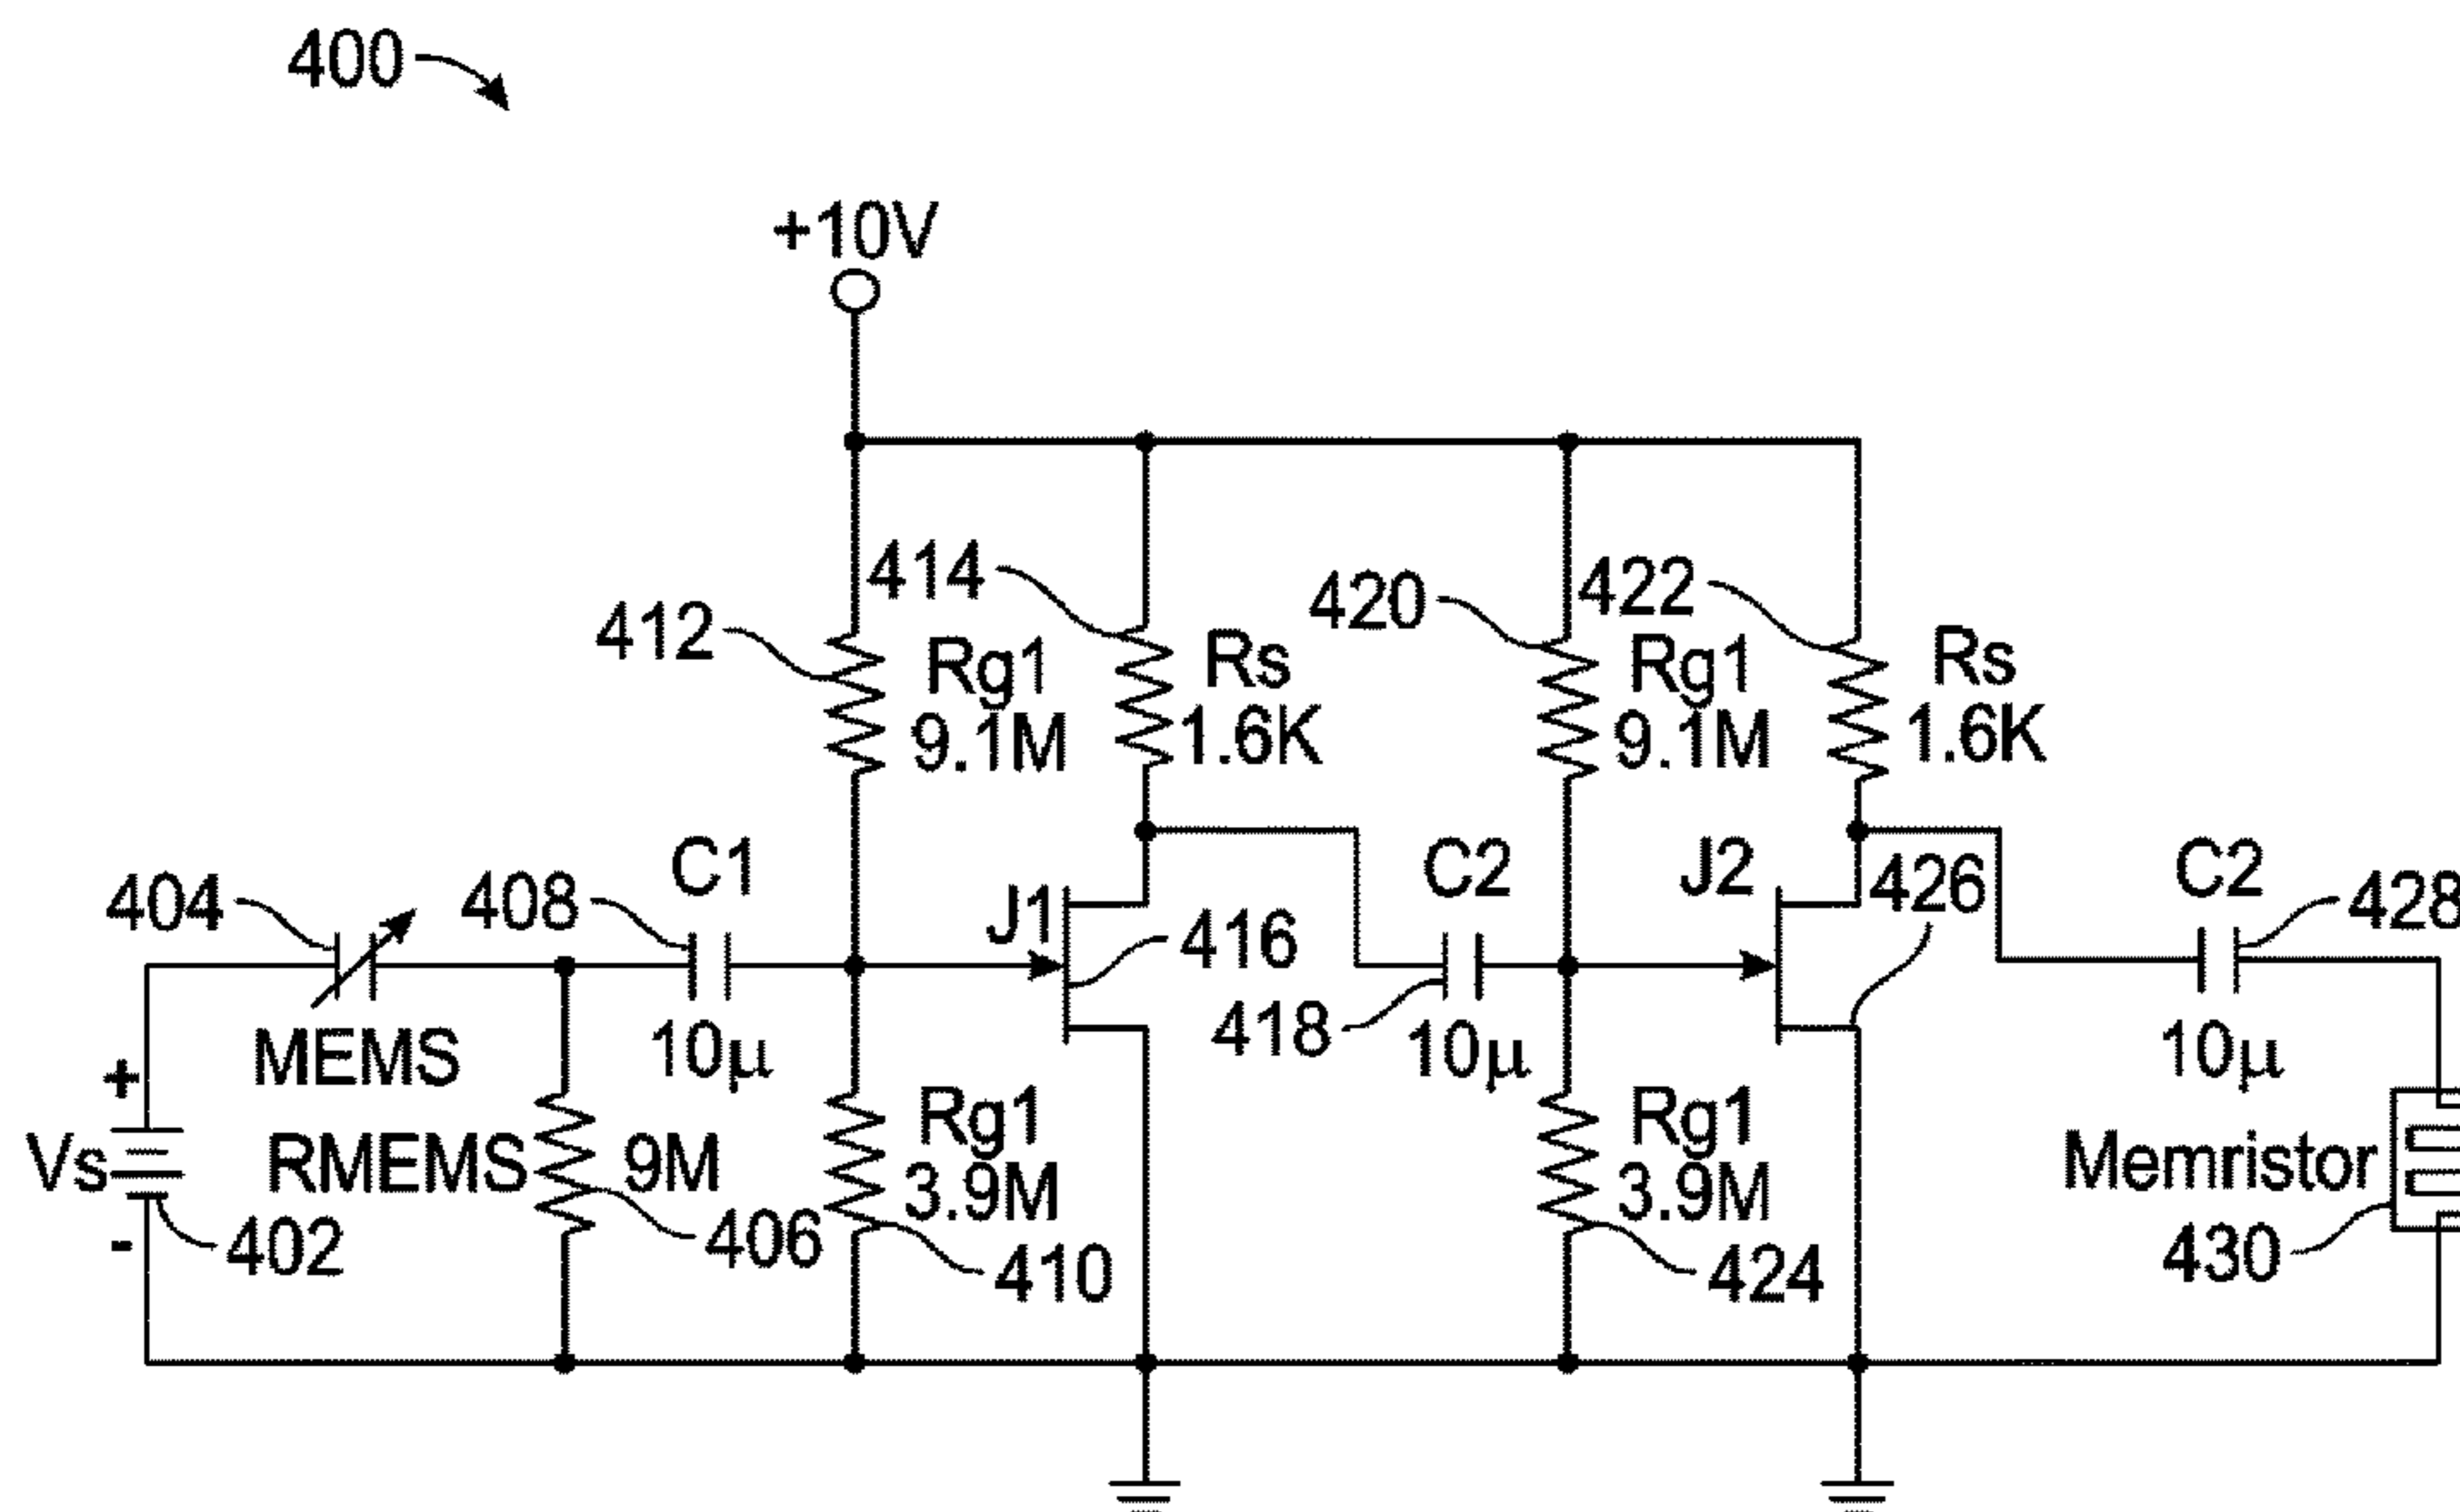 400
+10V
414
420
422
412
Rg1
9.1M
Rs
1.6K
Rg1
9.1M
Rs
1.6K
404
408
C1
J1
416
C2
J2
426
C2
428
MEMS
10µ
418
10µ
10µ
+
Vs
-
402
RMEMS
9M
406
Rg1
3.9M
410
Rg1
3.9M
424
Memristor
430